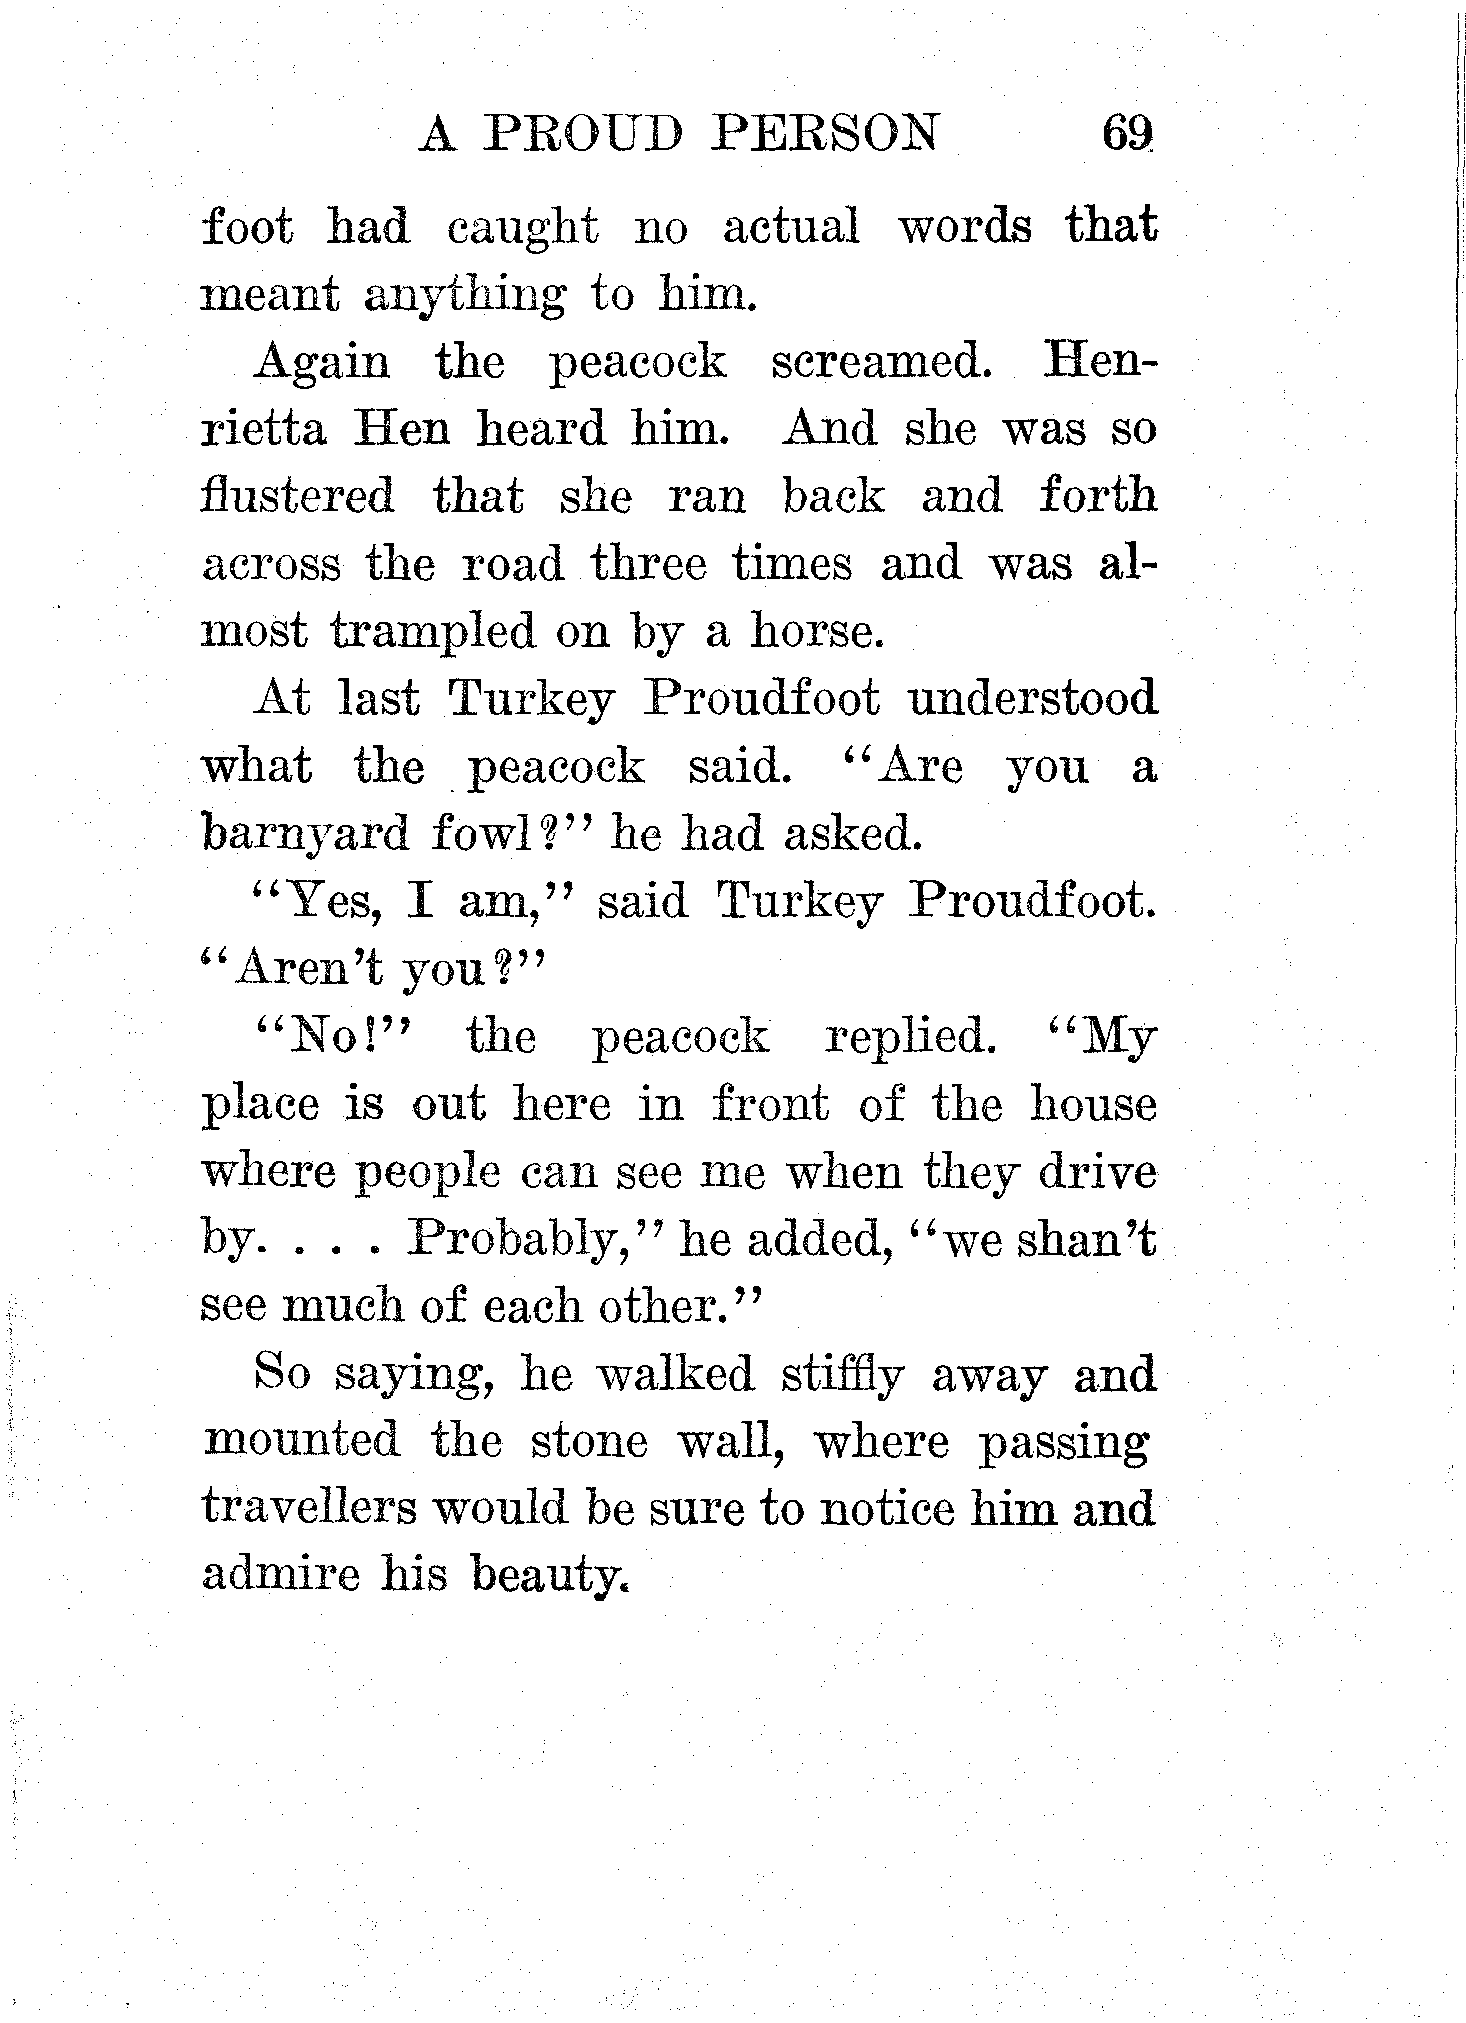 A PROUD PERSON 69
foot had caught no actual words that
meant anything to him.
Again the peacock screamed. Hen-
rietta Hen heard him. And she was so
flustered that she ran back and forth
across the road three times and was al-
most trampled on by a horse.
At last Turkey Proudfoot understood
what the peacock said. "Are you a
barnyard fowl?" he had asked.
"Yes, I am," said Turkey Proudfoot.
"Aren't you?"
"No!" the peacock replied. "My
place is out here in front of the house
where people can see me when they drive
by. . . . Probably," he added, "we shan't
see much of each other."
So saying, he walked stiffly away and
mounted the stone wall, where passing
travellers would be sure to notice him and
admire his beauty.